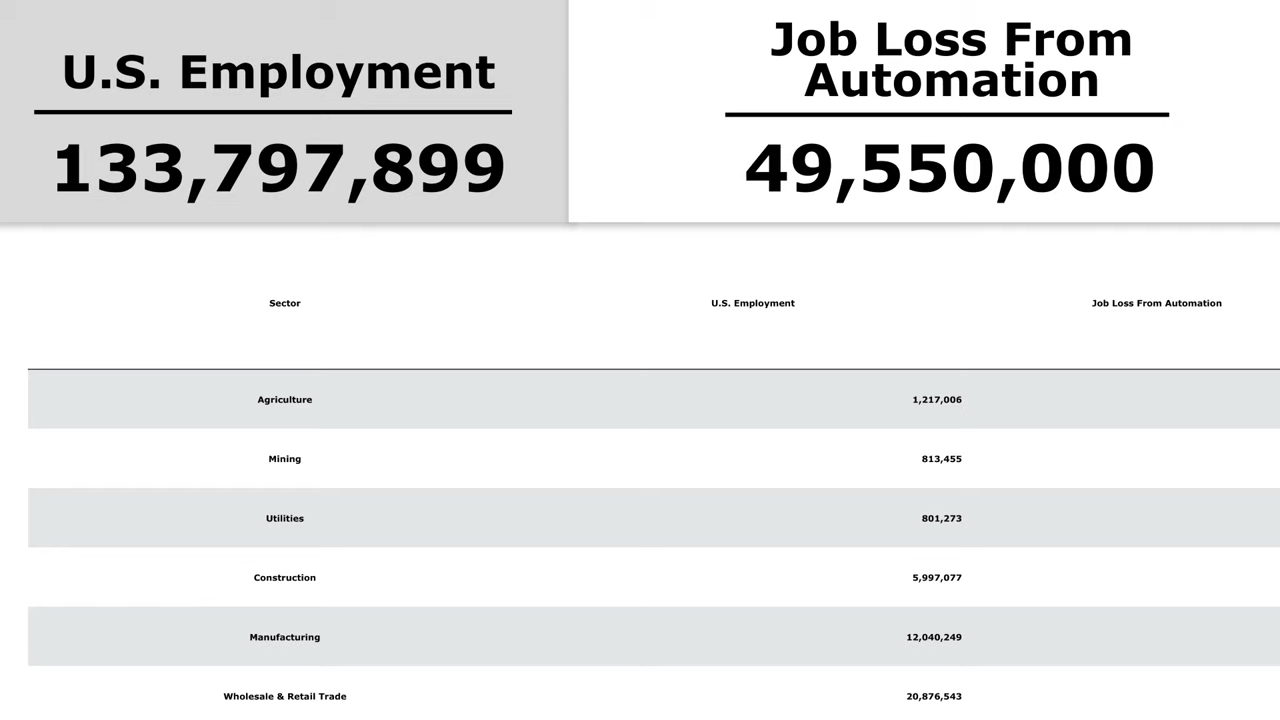 U.S. Employment
133,797,899
Job Loss From
Automation
49,550,000
Sector U.S. Employment Job Loss From Automation
Agriculture 1,217,006
Mining 813,455
Utilities 801,273
Construction 5,997,077
Manufacturing 12,040,249
Wholesale & Retail Trade 20,876,543